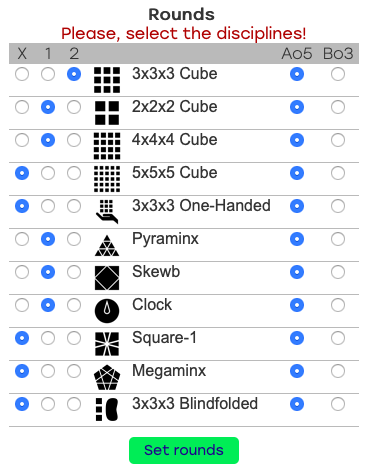 Rounds
Please, select the disciplines!
X 1 2 Ao5 Bo3
3x3x3 Cube
2x2x2 Cube
4x4x4 Cube
5x5x5 Cube
3x3x3 One-Handed
Pyraminx
Skewb
Clock
Square-1
Megaminx
3x3x3 Blindfolded
Set rounds